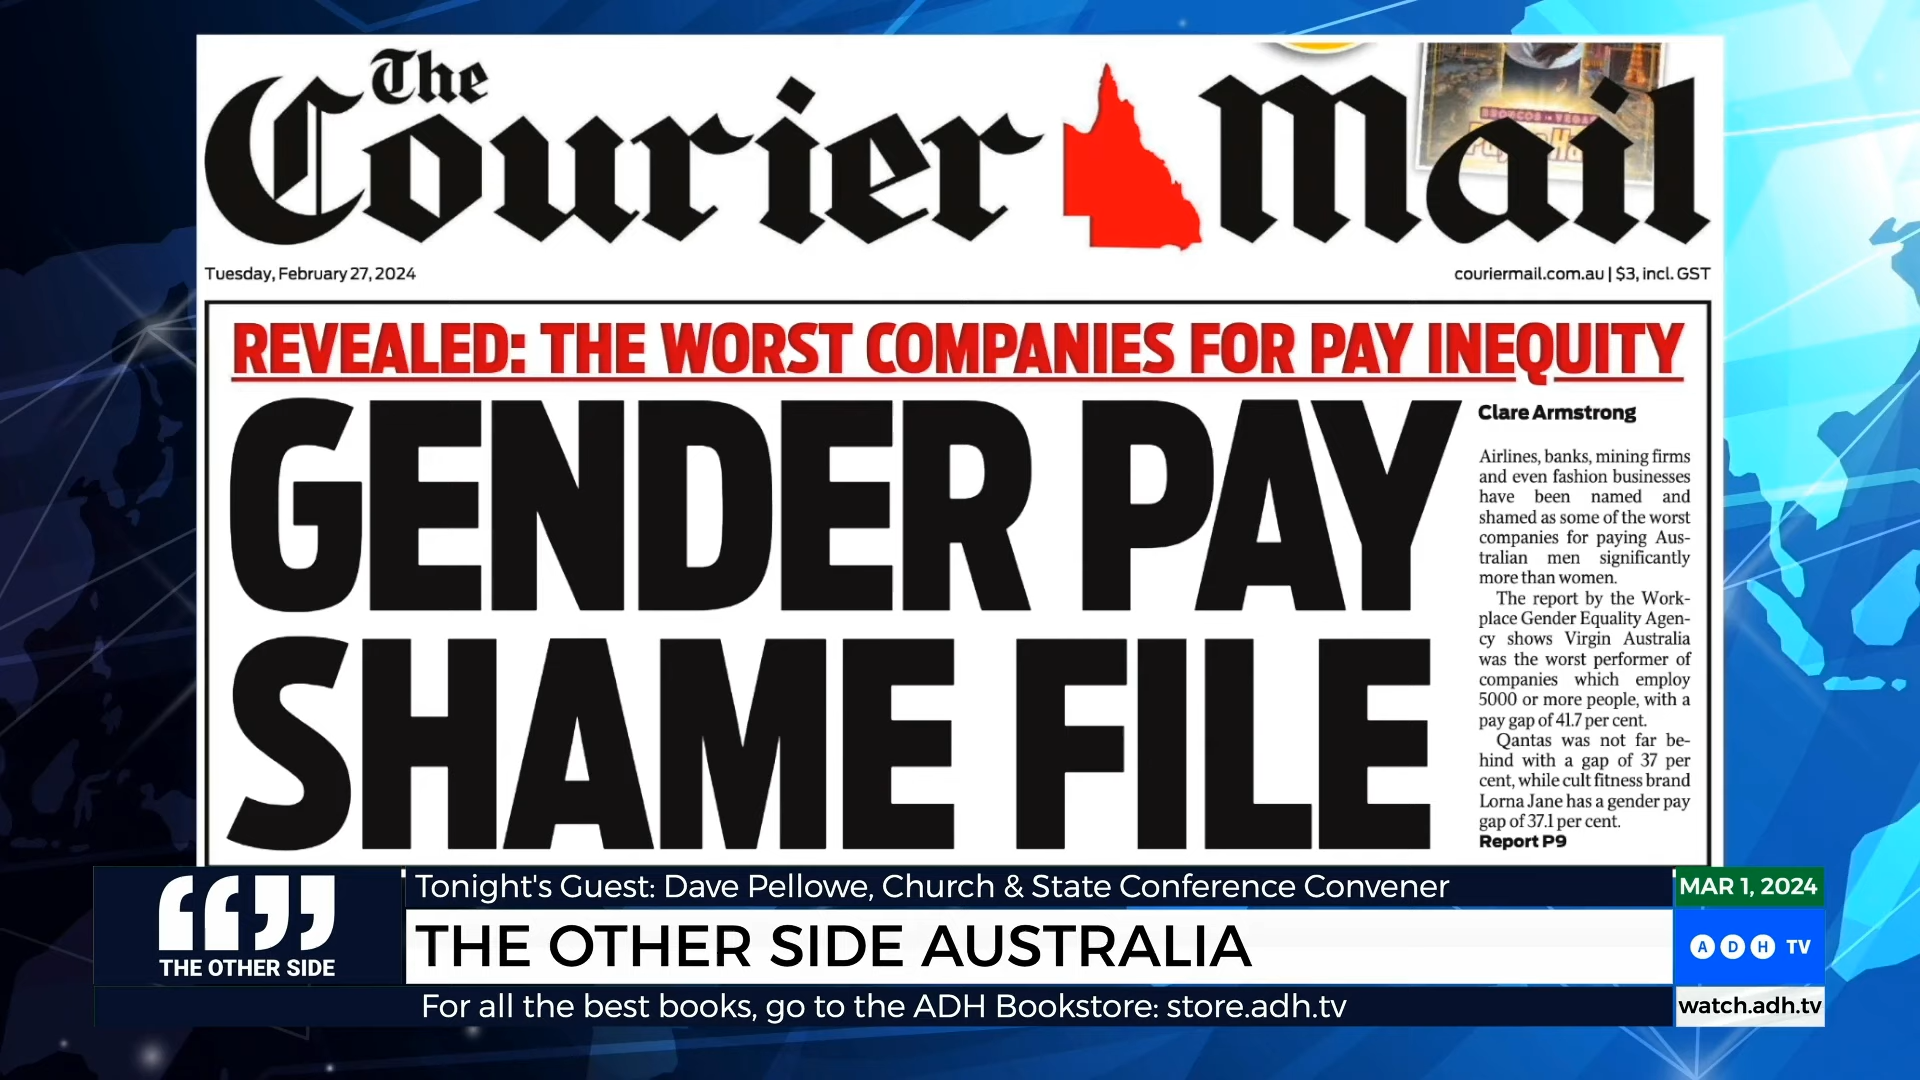 The
Courier Mail
BRONCOS IN VEGAS
Tuesday, February 27, 2024
couriermail.com.au | $3, incl. GST
REVEALED: THE WORST COMPANIES FOR PAY INEQUITY
GENDER PAY
SHAME FILE
Clare Armstrong
Airlines, banks, mining firms
and even fashion businesses
have been named and
shamed as some of the worst
companies for paying Aus-
tralian men significantly
more than women.
The report by the Work-
place Gender Equality Agen-
cy shows Virgin Australia
was the worst performer of
companies which employ
5000 or more people, with a
pay gap of 41.7 per cent.
Qantas was not far be-
hind with a gap of 37 per
cent, while cult fitness brand
Lorna Jane has a gender pay
gap of 37.1 per cent.
Report P9
THE OTHER SIDE
Tonight's Guest: Dave Pellowe, Church & State Conference Convener
THE OTHER SIDE AUSTRALIA
For all the best books, go to the ADH Bookstore: store.adh.tv
MAR 1, 2024
ADH TV
watch.adh.tv